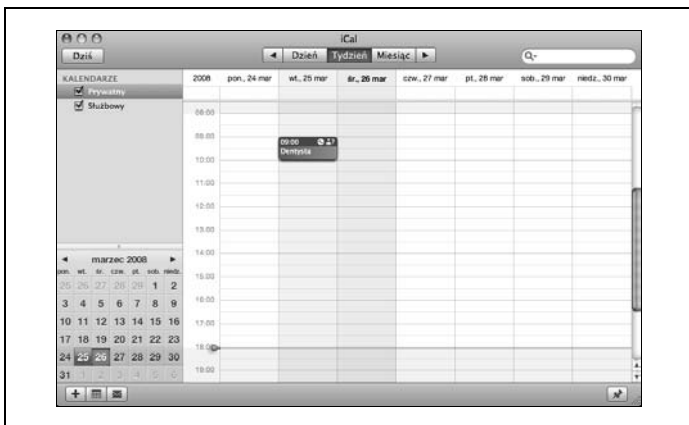 iCal
Dziś
Dzień Tydzień Miesiąc
KALENDARZE
Prywatny
Służbowy
2008 pon., 24 mar wt., 25 mar śr., 26 mar czw., 27 mar pt., 28 mar sob., 29 mar niedz., 30 mar
08:00
09:00
09:00
Dentysta
10:00
11:00
12:00
13:00
14:00
15:00
16:00
17:00
18:00
19:00
marzec 2008
pon. wt. śr. czw. pt. sob. niedz.
25 26 27 28 29 1 2
3 4 5 6 7 8 9
10 11 12 13 14 15 16
17 18 19 20 21 22 23
24 25 26 27 28 29 30
31 1 2 3 4 5 6